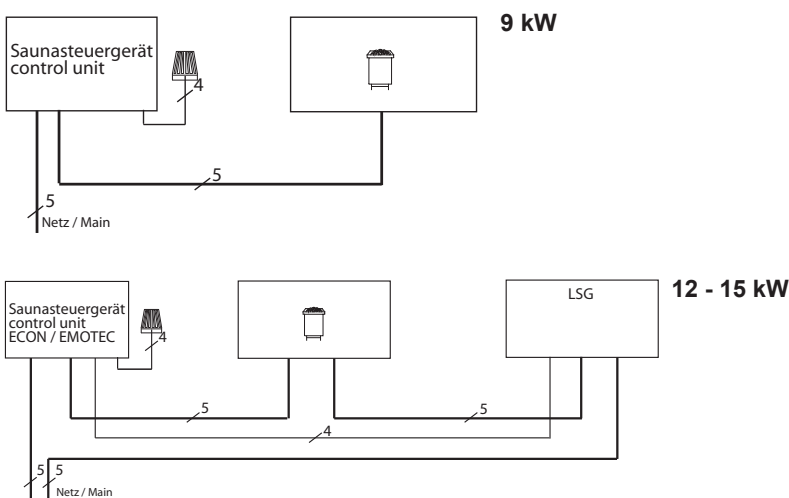 9 kW
Saunasteuergerät
control unit
4
5
5
Netz / Main
12 - 15 kW
LSG
Saunasteuergerät
control unit
ECON / EMOTEC
4
5
5
4
5 5
Netz / Main